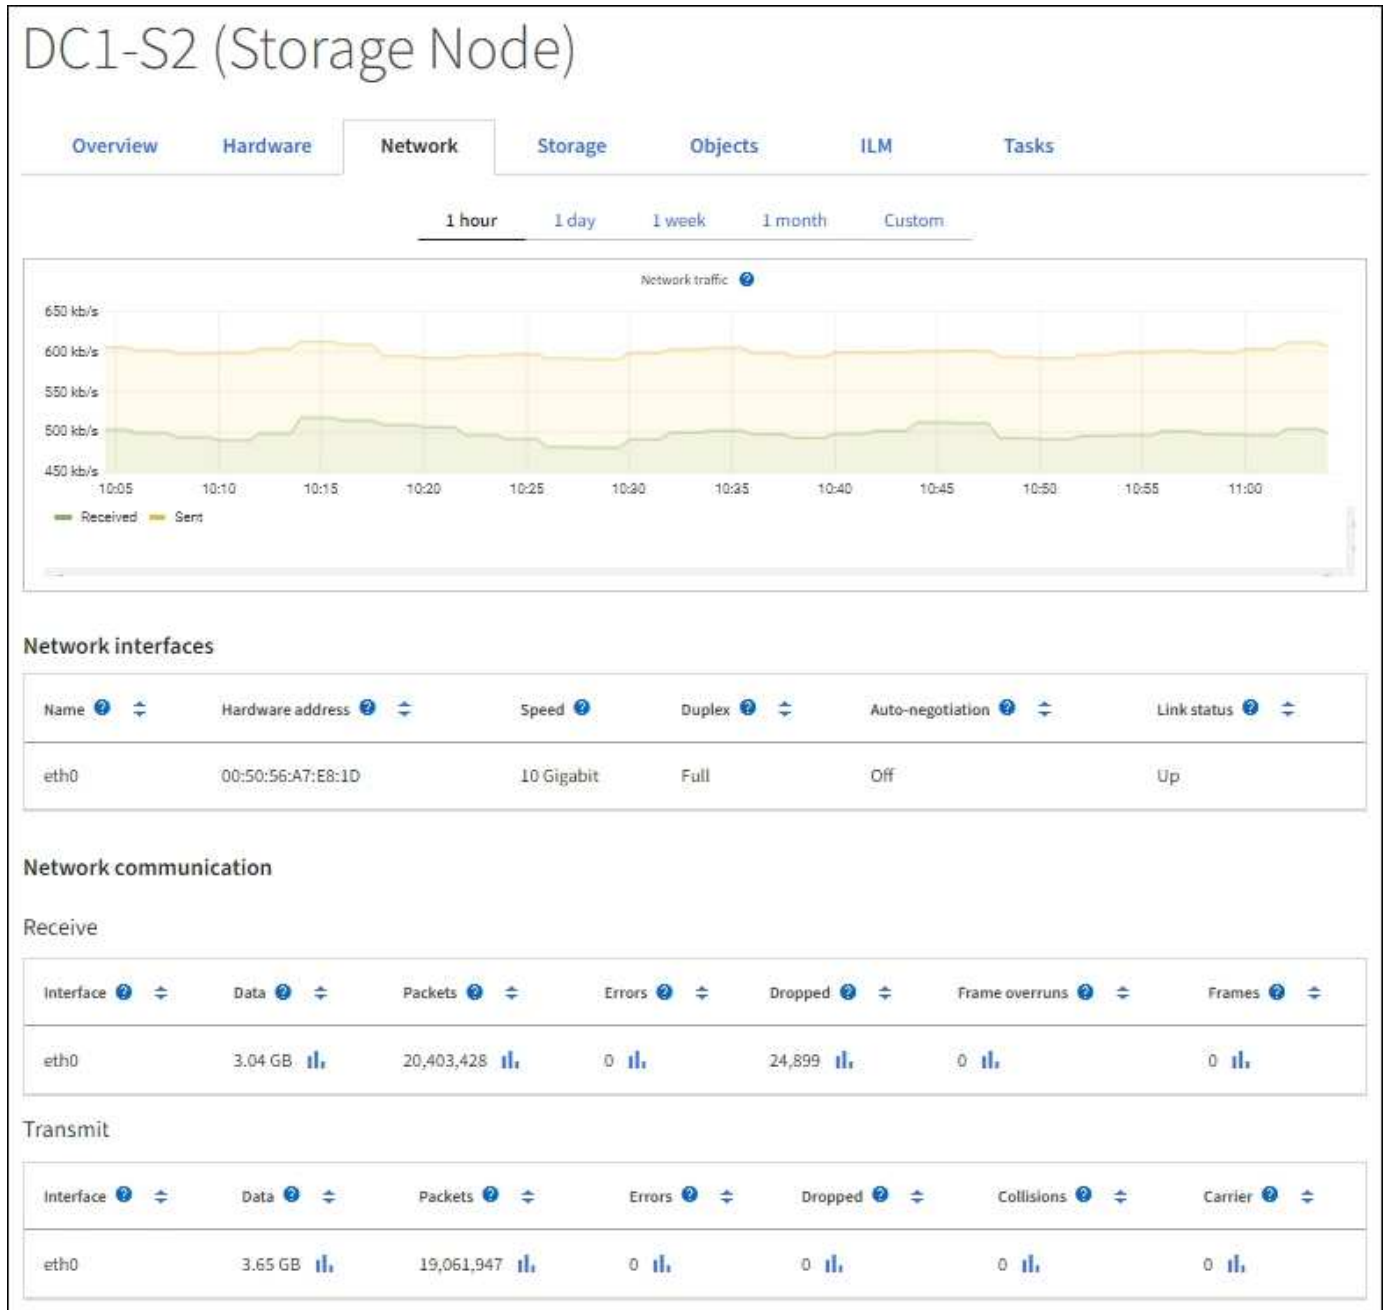 DC1-S2 (Storage Node)
Overview Hardware Network Storage Objects ILM Tasks
1 hour 1 day 1 week 1 month Custom
Network traffic
650 kb/s
600 kb/s
550 kb/s
500 kb/s
450 kb/s
10:05 10:10 10:15 10:20 10:25 10:30 10:35 10:40 10:45 10:50 10:55 11:00
Received Sent
Network interfaces
Name Hardware address Speed Duplex Auto-negotiation Link status
eth0 00:50:56:A7:E8:1D 10 Gigabit Full Off Up
Network communication
Receive
Interface Data Packets Errors Dropped Frame overruns Frames
eth0 3.04 GB 20,403,428 0 24,899 0 0
Transmit
Interface Data Packets Errors Dropped Collisions Carrier
eth0 3.65 GB 19,061,947 0 0 0 0